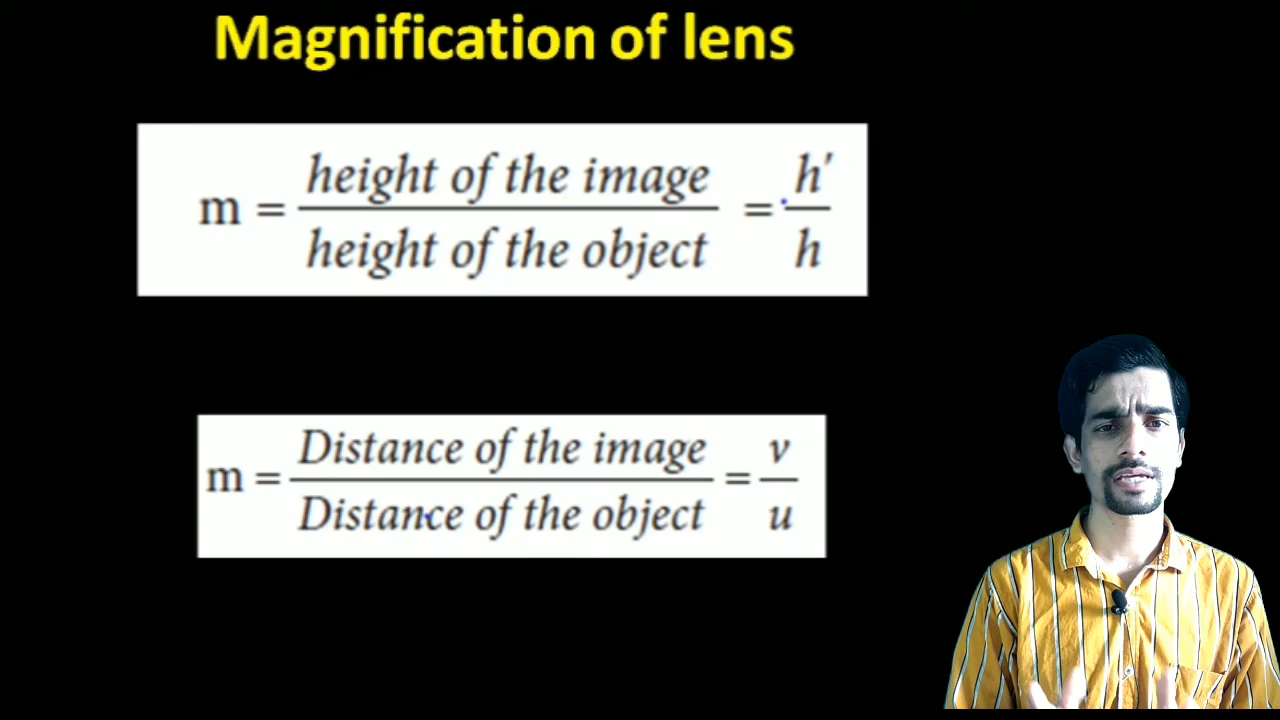 Magnification of lens
m = height of the image / height of the object = h′ / h
m = Distance of the image / Distance of the object = v / u